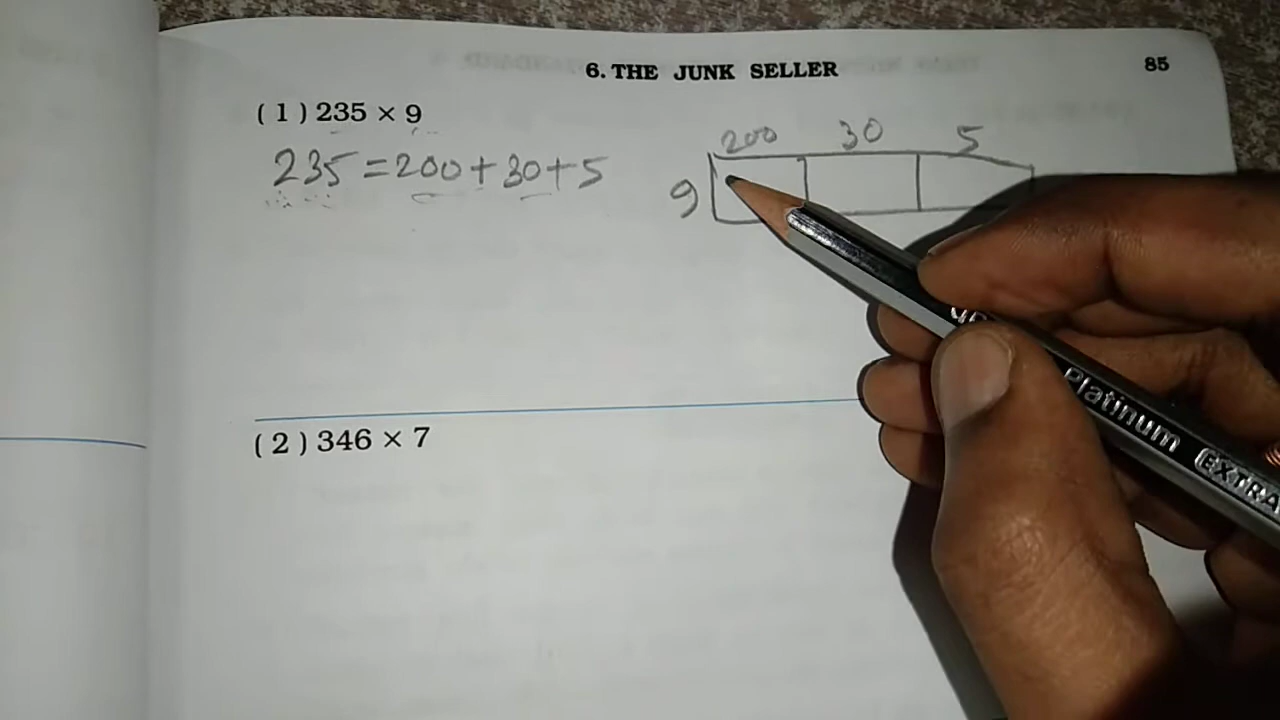 6. THE JUNK SELLER 85
( 1 ) 235 × 9
235 = 200 + 30 + 5
200 30 5
9
( 2 ) 346 × 7
Platinum EXTRA